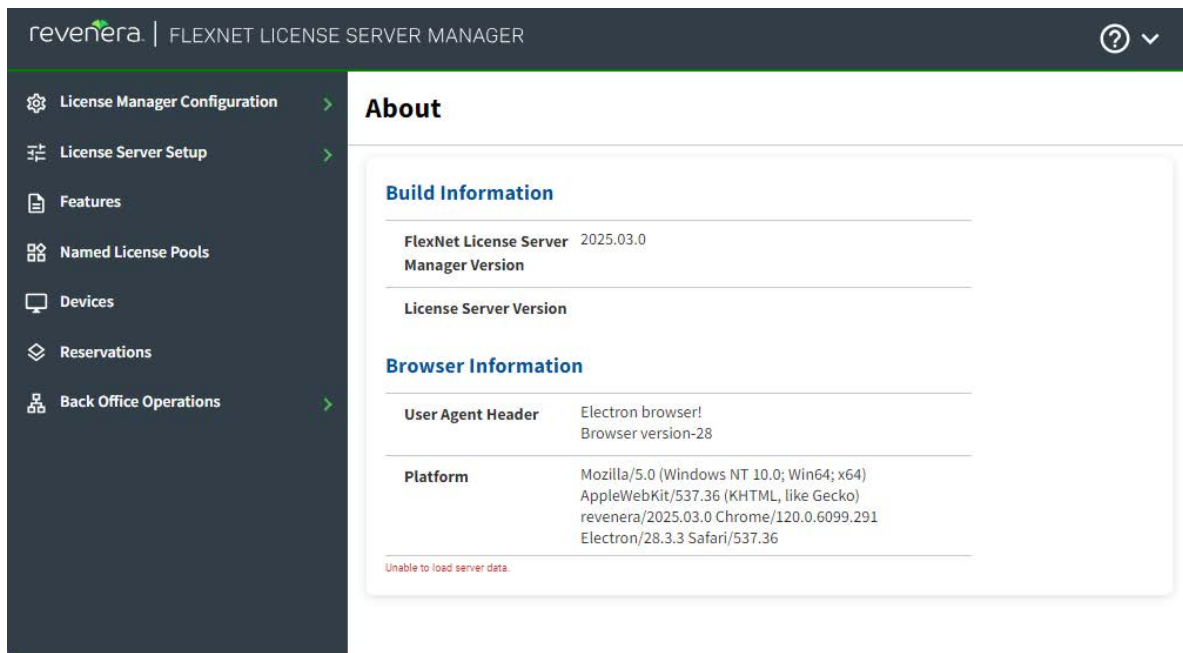 revenera. | FLEXNET LICENSE SERVER MANAGER
License Manager Configuration
License Server Setup
Features
Named License Pools
Devices
Reservations
Back Office Operations
About
Build Information
FlexNet License Server 2025.03.0
Manager Version
License Server Version
Browser Information
User Agent Header Electron browser!
Browser version-28
Platform Mozilla/5.0 (Windows NT 10.0; Win64; x64)
AppleWebKit/537.36 (KHTML, like Gecko)
revenera/2025.03.0 Chrome/120.0.6099.291
Electron/28.3.3 Safari/537.36
Unable to load server data.